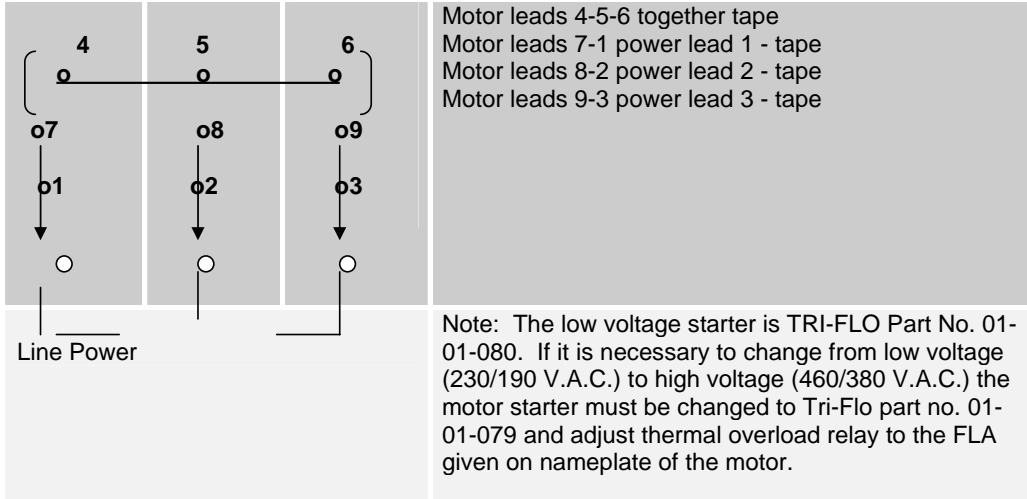 4 5 6
o o o
o7 o8 o9
o1 o2 o3
Motor leads 4-5-6 together tape
Motor leads 7-1 power lead 1 - tape
Motor leads 8-2 power lead 2 - tape
Motor leads 9-3 power lead 3 - tape
Line Power
Note: The low voltage starter is TRI-FLO Part No. 01-
01-080. If it is necessary to change from low voltage
(230/190 V.A.C.) to high voltage (460/380 V.A.C.) the
motor starter must be changed to Tri-Flo part no. 01-
01-079 and adjust thermal overload relay to the FLA
given on nameplate of the motor.